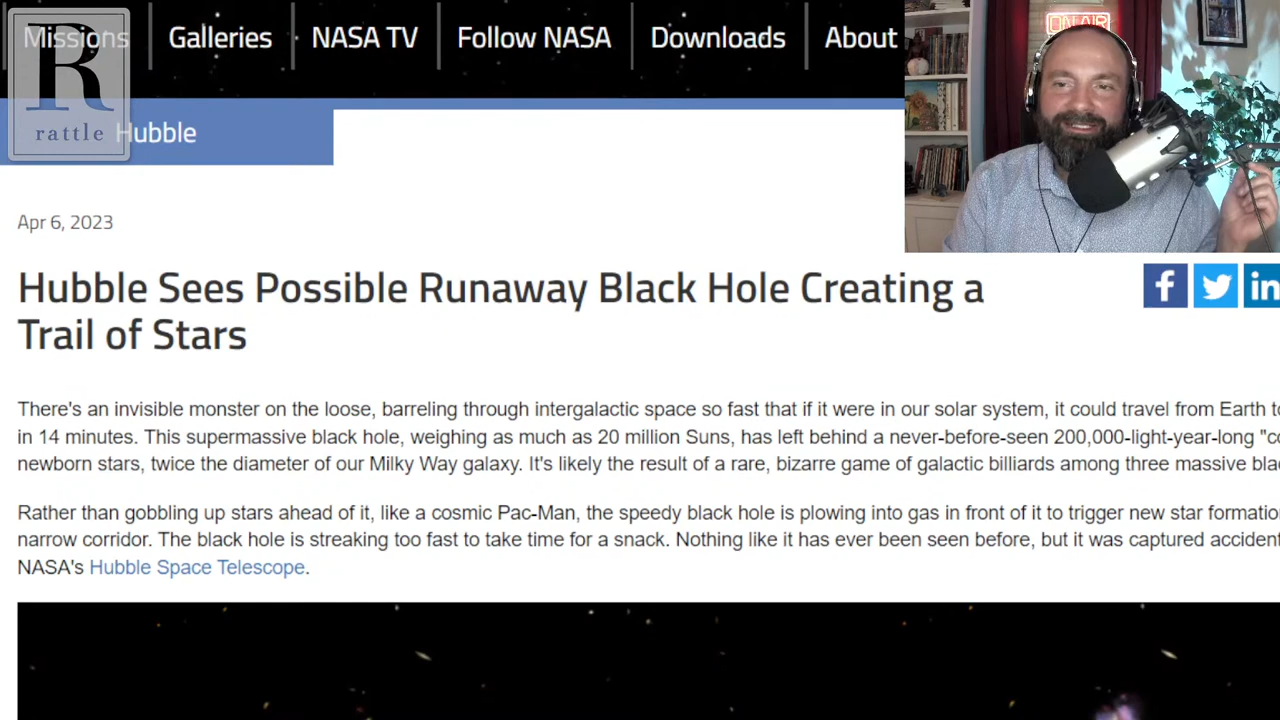 Missions
Galleries
NASA TV
Follow NASA
Downloads
About
R
rattle
Hubble
ON AIR
Apr 6, 2023
Hubble Sees Possible Runaway Black Hole Creating a
Trail of Stars
f
in
There's an invisible monster on the loose, barreling through intergalactic space so fast that if it were in our solar system, it could travel from Earth
in 14 minutes. This supermassive black hole, weighing as much as 20 million Suns, has left behind a never-before-seen 200,000-light-year-long
newborn stars, twice the diameter of our Milky Way galaxy. It's likely the result of a rare, bizarre game of galactic billiards among three massive
Rather than gobbling up stars ahead of it, like a cosmic Pac-Man, the speedy black hole is plowing into gas in front of it to trigger new star
narrow corridor. The black hole is streaking too fast to take time for a snack. Nothing like it has ever been seen before, but it was captured
NASA's Hubble Space Telescope.